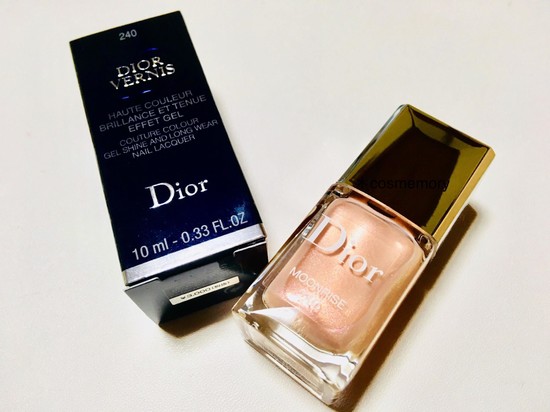 240
DIOR
VERNIS
HAUTE COULEUR
BRILLANCE ET TENUE
EFFET GEL
COUTURE COLOUR
GEL SHINE AND LONG WEAR
NAIL LACQUER
Dior
10 ml - 0.33 FL.OZ
cosmemory
Dior
MOONRISE
240